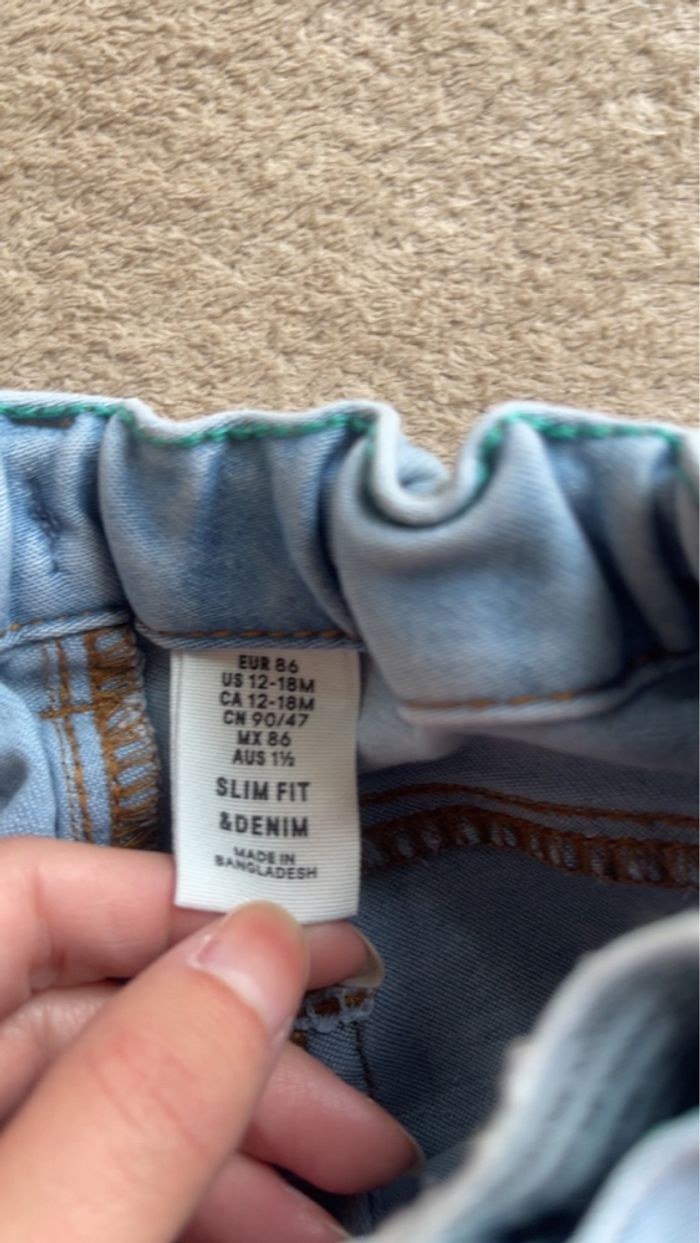 EUR 86
US 12-18M
CA 12-18M
CN 90/47
MX 86
AUS 1½
SLIM FIT
&DENIM
MADE IN
BANGLADESH